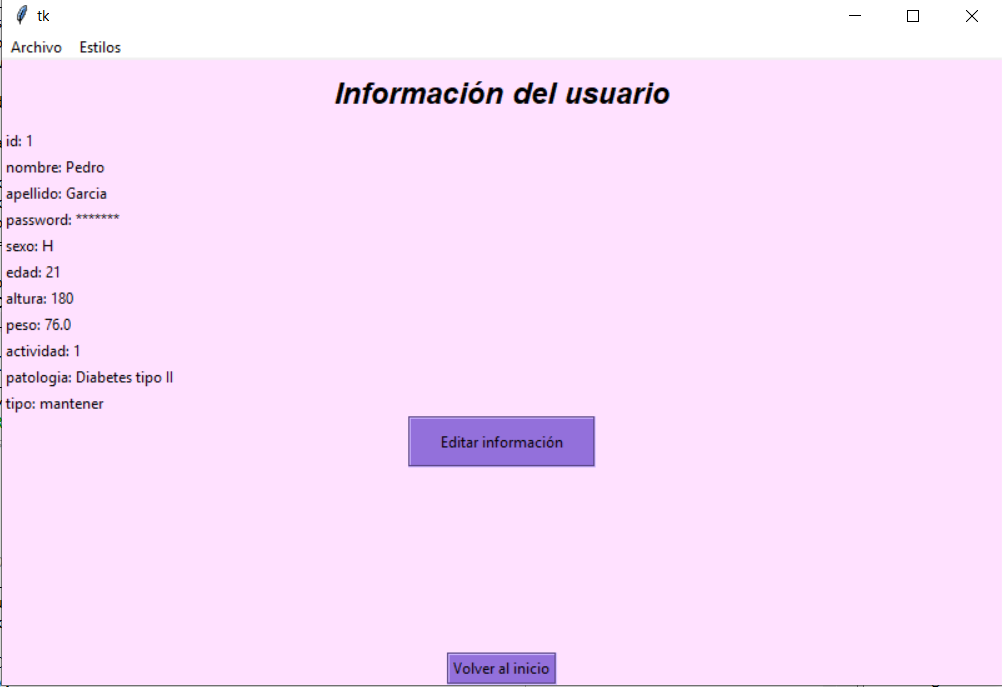 tk
Archivo Estilos
Información del usuario
id: 1
nombre: Pedro
apellido: Garcia
password: *******
sexo: H
edad: 21
altura: 180
peso: 76.0
actividad: 1
patologia: Diabetes tipo II
tipo: mantener
Editar información
Volver al inicio